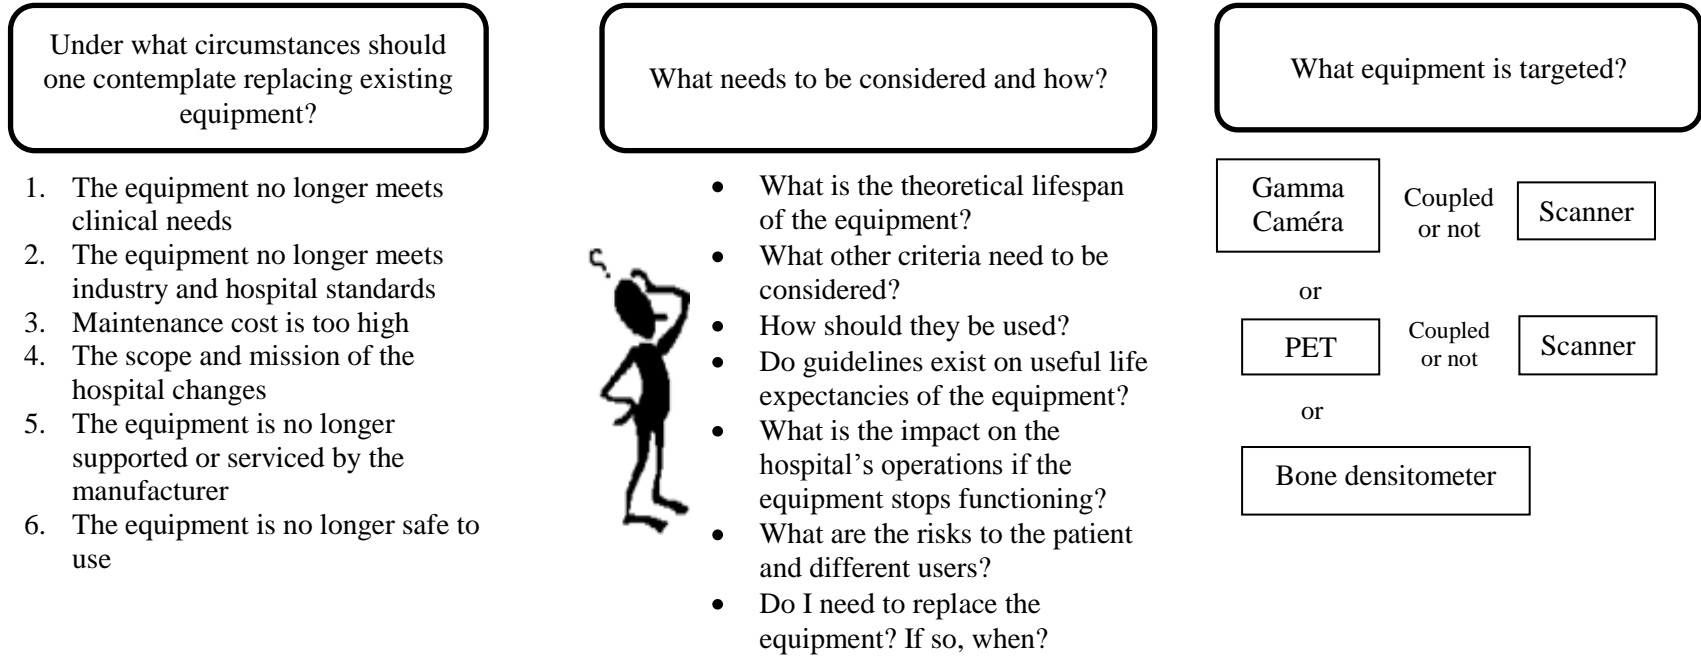 Under what circumstances should
one contemplate replacing existing
equipment?
1. The equipment no longer meets
clinical needs
2. The equipment no longer meets
industry and hospital standards
3. Maintenance cost is too high
4. The scope and mission of the
hospital changes
5. The equipment is no longer
supported or serviced by the
manufacturer
6. The equipment is no longer safe to
use
What needs to be considered and how?
• What is the theoretical lifespan
of the equipment?
• What other criteria need to be
considered?
• How should they be used?
• Do guidelines exist on useful life
expectancies of the equipment?
• What is the impact on the
hospital’s operations if the
equipment stops functioning?
• What are the risks to the patient
and different users?
• Do I need to replace the
equipment? If so, when?
What equipment is targeted?
Gamma
Caméra
Coupled
or not
Scanner
or
PET
Coupled
or not
Scanner
or
Bone densitometer